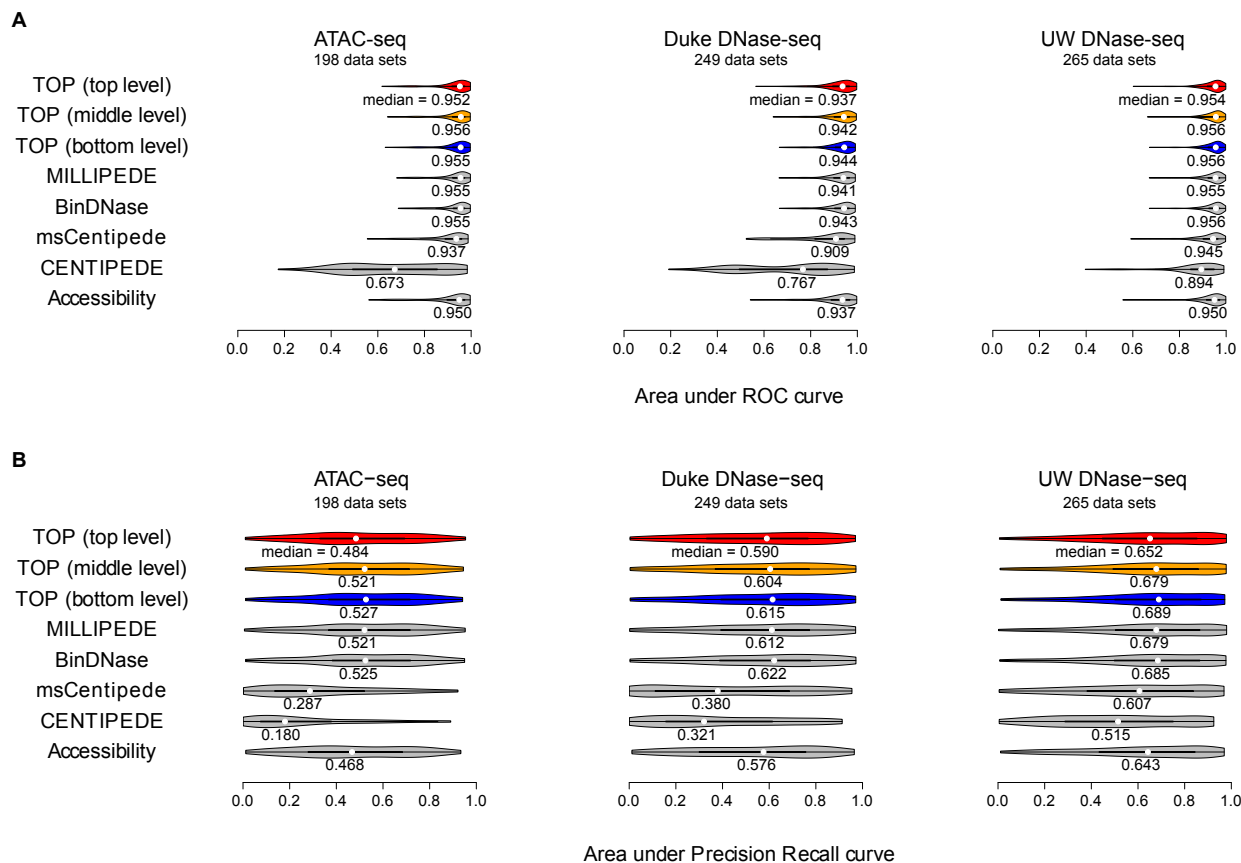 A
ATAC-seq Duke DNase-seq UW DNase-seq
198 data sets 249 data sets 265 data sets
TOP (top level)
median = 0.952 median = 0.937 median = 0.954
TOP (middle level)
0.956 0.942 0.956
TOP (bottom level)
0.955 0.944 0.956
MILLIPEDE
0.955 0.941 0.955
BinDNase
0.955 0.943 0.956
msCentipede
0.937 0.909 0.945
CENTIPEDE
0.673 0.767 0.894
Accessibility
0.950 0.937 0.950
0.0 0.2 0.4 0.6 0.8 1.0 0.0 0.2 0.4 0.6 0.8 1.0 0.0 0.2 0.4 0.6 0.8 1.0
Area under ROC curve
B
ATAC−seq Duke DNase−seq UW DNase−seq
198 data sets 249 data sets 265 data sets
TOP (top level)
median = 0.484 median = 0.590 median = 0.652
TOP (middle level)
0.521 0.604 0.679
TOP (bottom level)
0.527 0.615 0.689
MILLIPEDE
0.521 0.612 0.679
BinDNase
0.525 0.622 0.685
msCentipede
0.287 0.380 0.607
CENTIPEDE
0.180 0.321 0.515
Accessibility
0.468 0.576 0.643
0.0 0.2 0.4 0.6 0.8 1.0 0.0 0.2 0.4 0.6 0.8 1.0 0.0 0.2 0.4 0.6 0.8 1.0
Area under Precision Recall curve